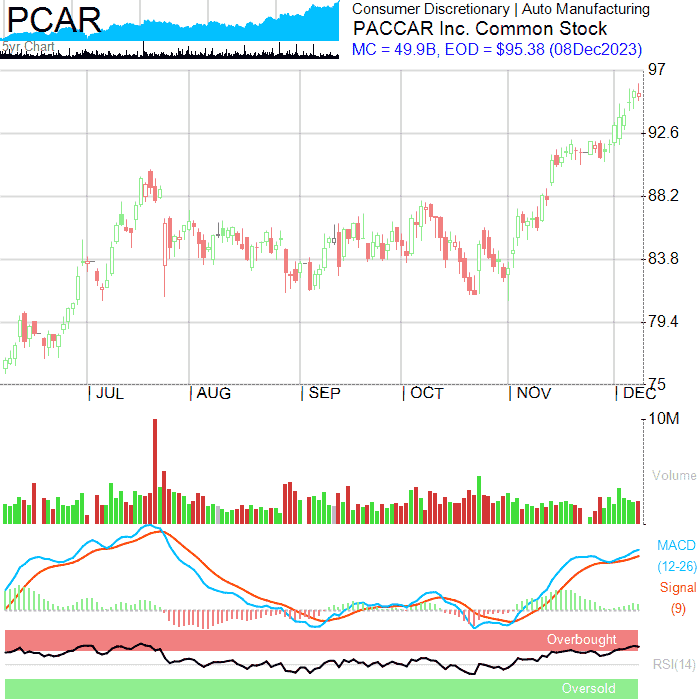 PCAR
5yr Chart
Consumer Discretionary | Auto Manufacturing
PACCAR Inc. Common Stock
MC = 49.9B, EOD = $95.38 (08Dec2023)
97
92.6
88.2
83.8
79.4
75
JUL
AUG
SEP
OCT
NOV
DEC
10M
Volume
MACD
(12-26)
Signal
(9)
Overbought
RSI(14)
Oversold